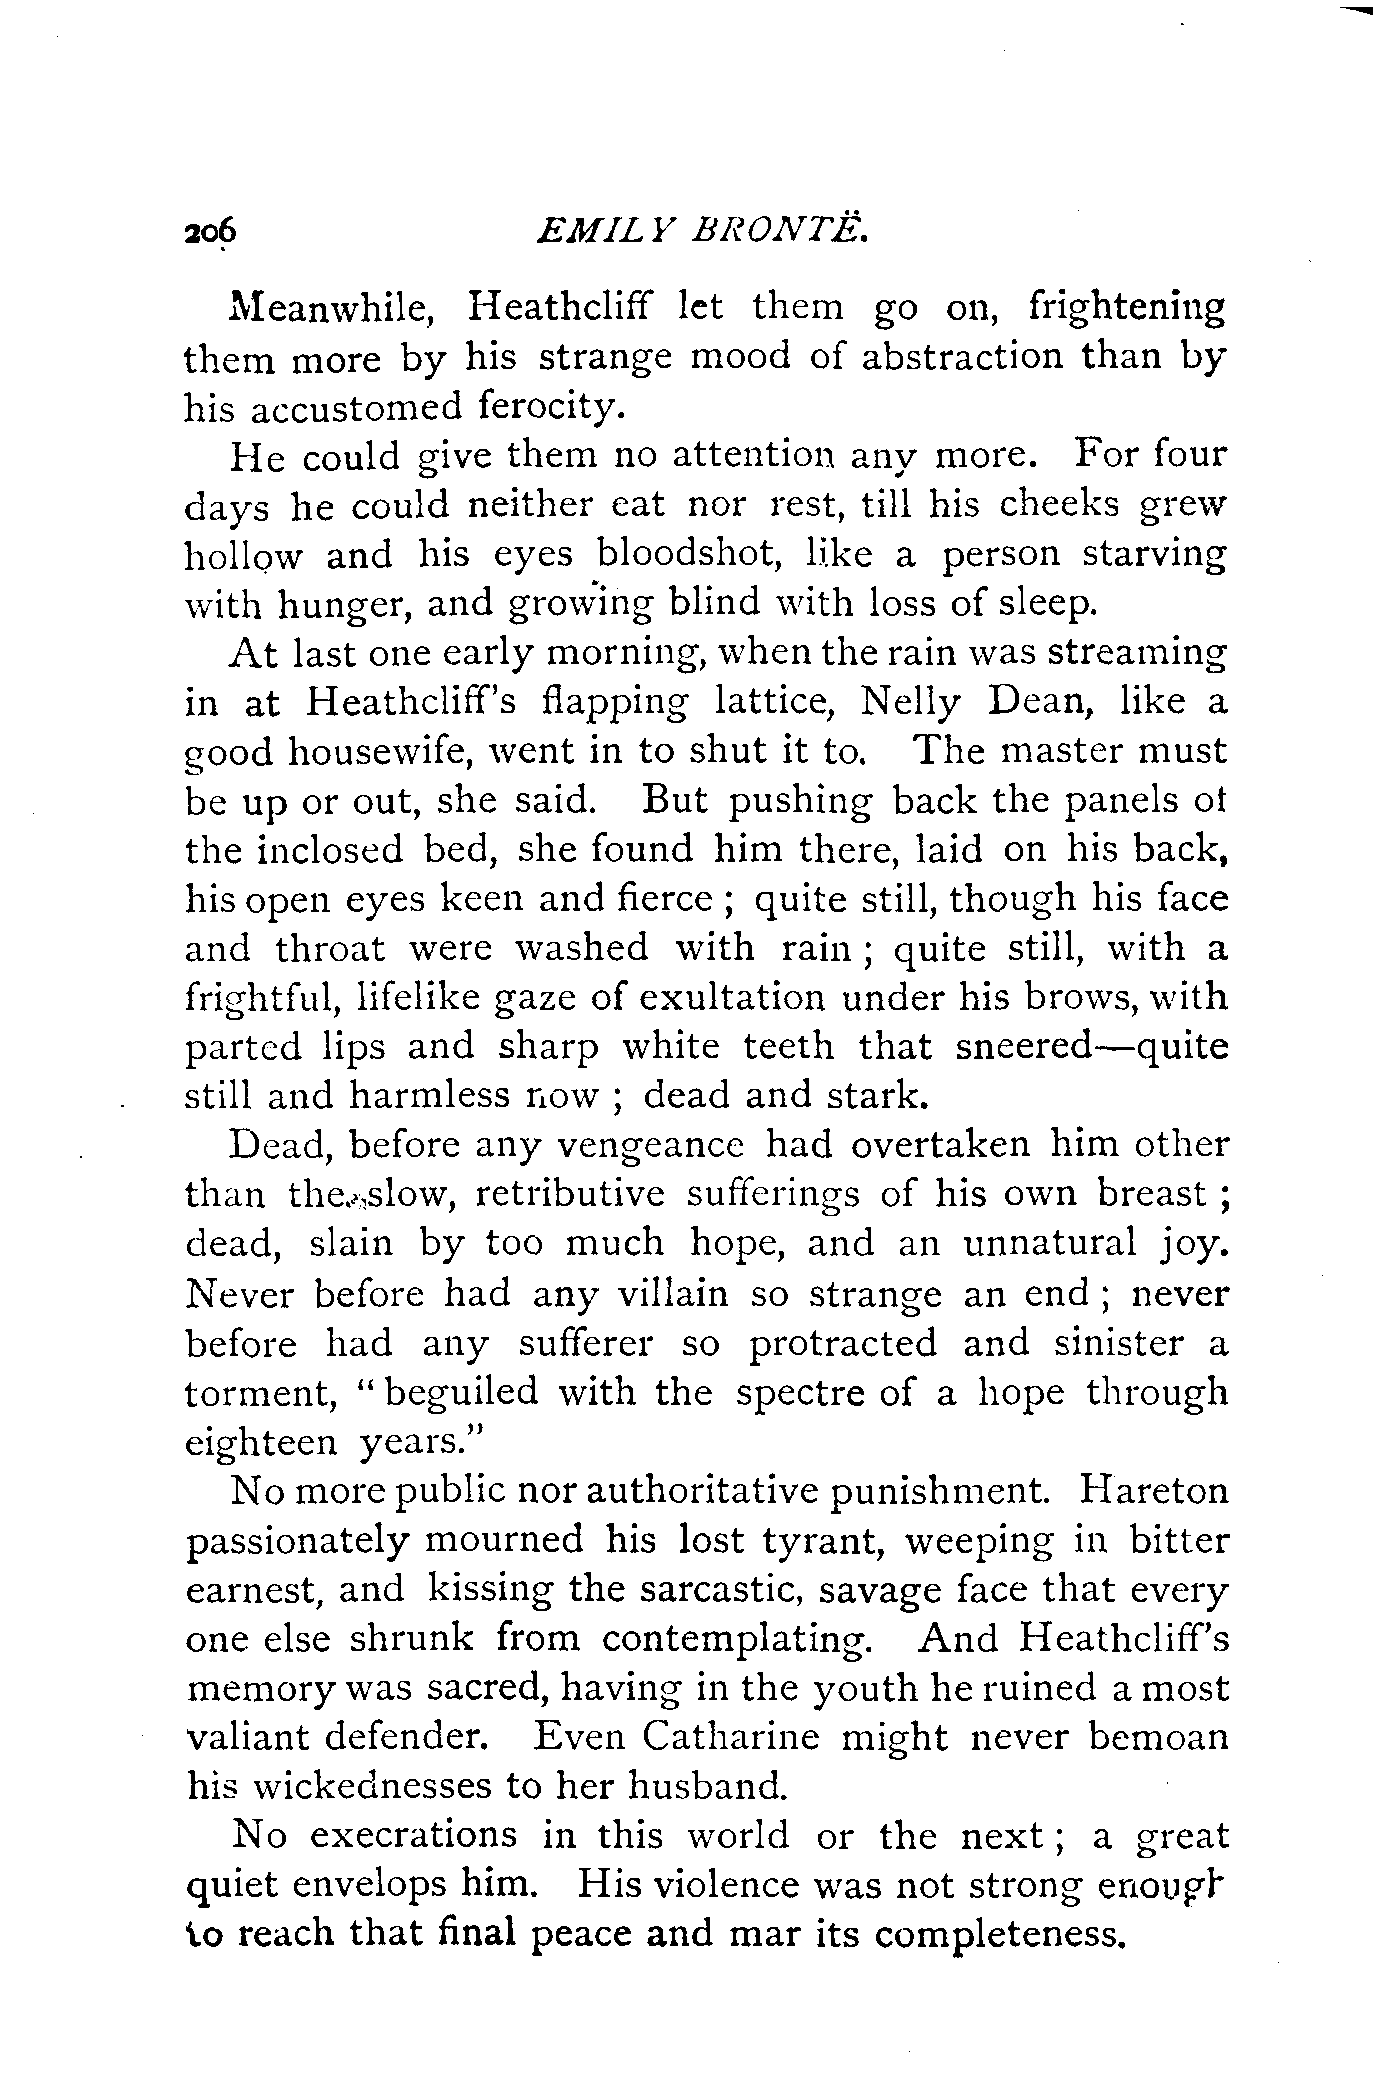 206 EMILY BRONTË.
Meanwhile, Heathcliff let them go on, frightening
them more by his strange mood of abstraction than by
his accustomed ferocity.
He could give them no attention any more. For four
days he could neither eat nor rest, till his cheeks grew
hollow and his eyes bloodshot, like a person starving
with hunger, and growing blind with loss of sleep.
At last one early morning, when the rain was streaming
in at Heathcliff's flapping lattice, Nelly Dean, like a
good housewife, went in to shut it to. The master must
be up or out, she said. But pushing back the panels of
the inclosed bed, she found him there, laid on his back,
his open eyes keen and fierce ; quite still, though his face
and throat were washed with rain ; quite still, with a
frightful, lifelike gaze of exultation under his brows, with
parted lips and sharp white teeth that sneered—quite
still and harmless now ; dead and stark.
Dead, before any vengeance had overtaken him other
than the slow, retributive sufferings of his own breast ;
dead, slain by too much hope, and an unnatural joy.
Never before had any villain so strange an end ; never
before had any sufferer so protracted and sinister a
torment, " beguiled with the spectre of a hope through
eighteen years."
No more public nor authoritative punishment. Hareton
passionately mourned his lost tyrant, weeping in bitter
earnest, and kissing the sarcastic, savage face that every
one else shrunk from contemplating. And Heathcliff's
memory was sacred, having in the youth he ruined a most
valiant defender. Even Catharine might never bemoan
his wickednesses to her husband.
No execrations in this world or the next ; a great
quiet envelops him. His violence was not strong enough
to reach that final peace and mar its completeness.